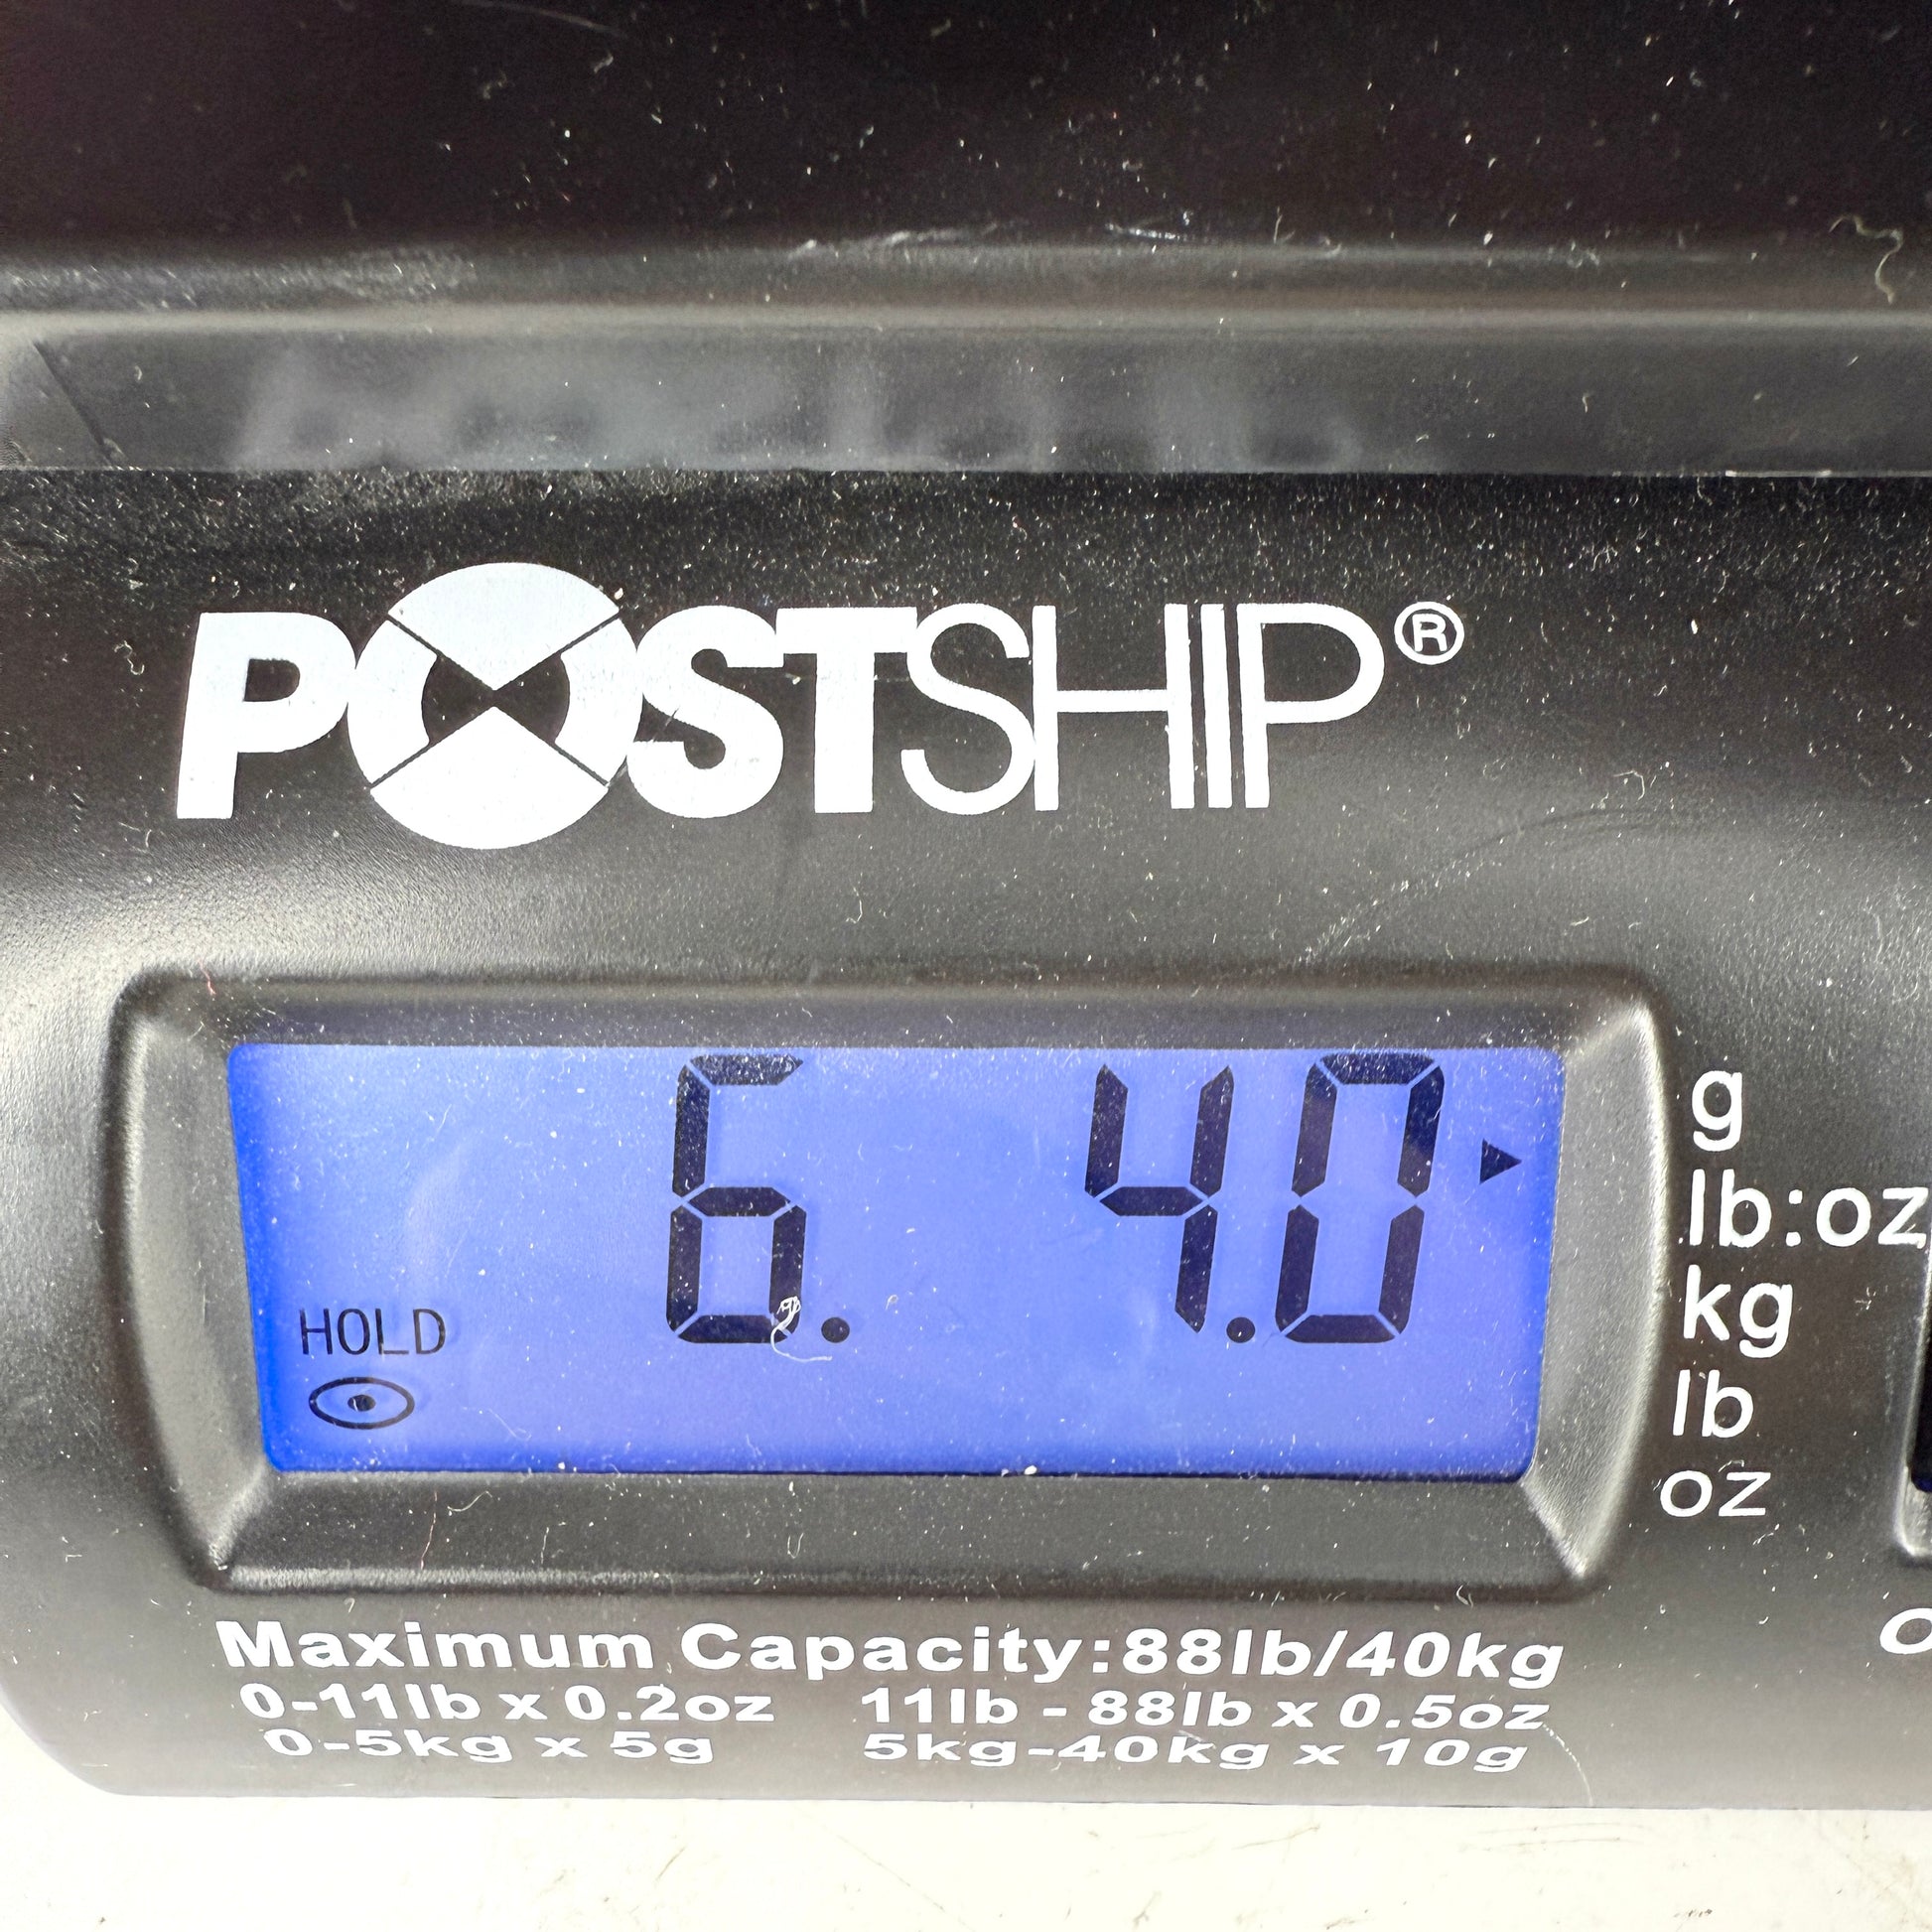 POSTSHIP®
6. 4.0
HOLD
g
lb:oz
kg
lb
oz
Maximum Capacity:88lb/40kg
0-11lb x 0.2oz 11lb - 88lb x 0.5oz
0-5kg x 5g 5kg-40kg x 10g